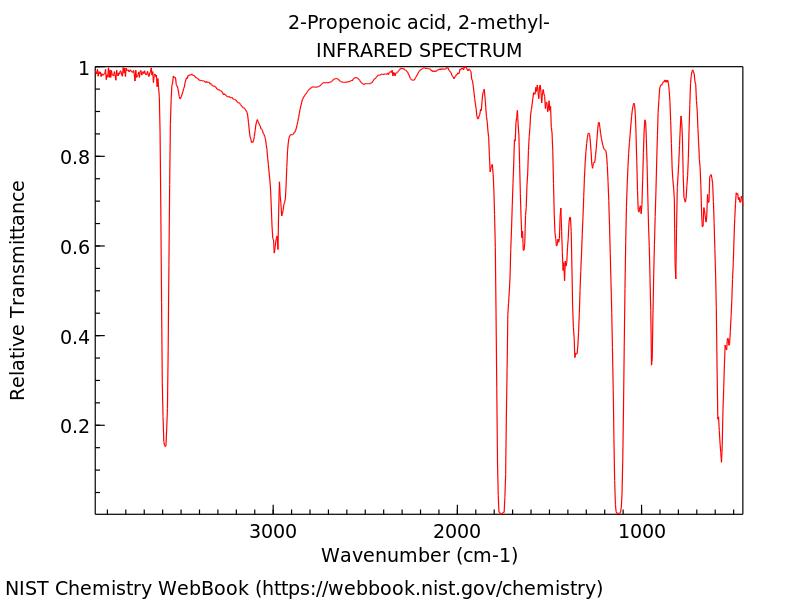 2-Propenoic acid, 2-methyl-
INFRARED SPECTRUM
1
0.8
0.6
0.4
0.2
Relative Transmittance
3000 2000 1000
Wavenumber (cm-1)
NIST Chemistry WebBook (https://webbook.nist.gov/chemistry)